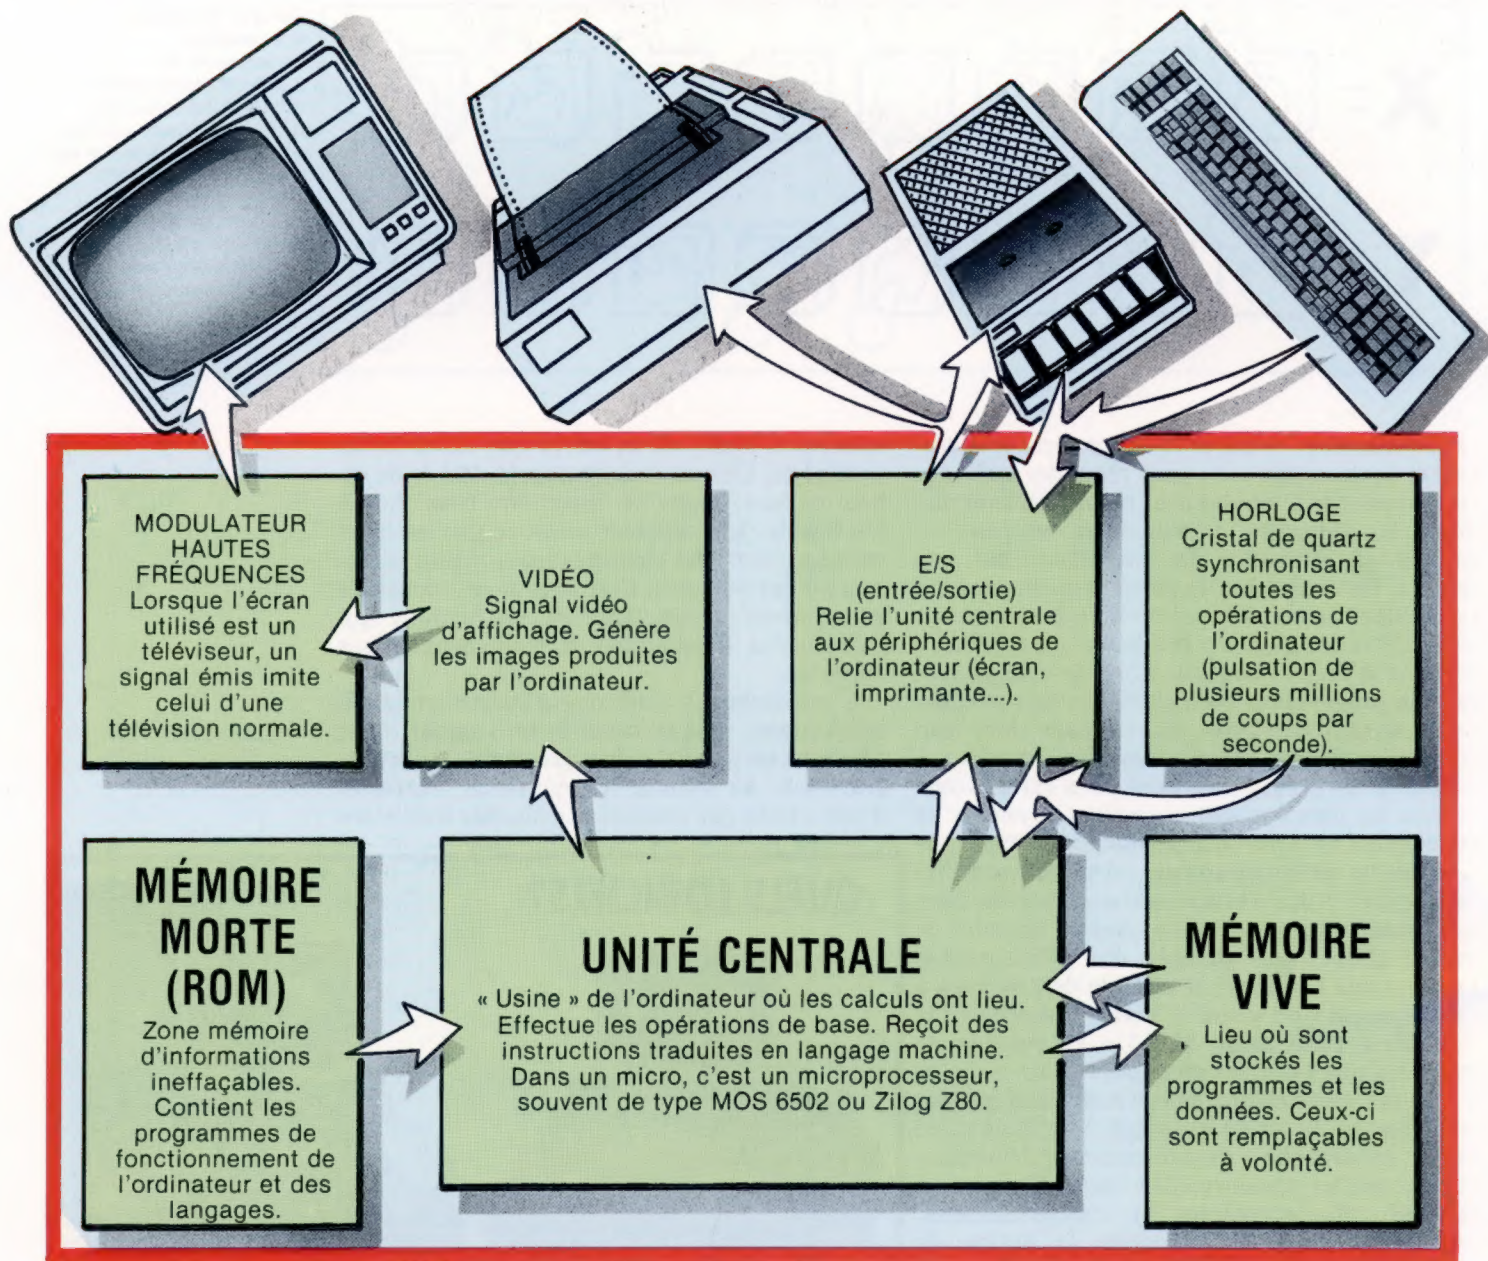 MODULATEUR
HAUTES
FRÉQUENCES
Lorsque l'écran
utilisé est un
téléviseur, un
signal émis imite
celui d'une
télévision normale.
VIDÉO
Signal vidéo
d'affichage. Génère
les images produites
par l'ordinateur.
E/S
(entrée/sortie)
Relie l'unité centrale
aux périphériques de
l'ordinateur (écran,
imprimante...).
HORLOGE
Cristal de quartz
synchronisant
toutes les
opérations de
l'ordinateur
(pulsation de
plusieurs millions
de coups par
seconde).
MÉMOIRE
MORTE
(ROM)
Zone mémoire
d'informations
ineffaçables.
Contient les
programmes de
fonctionnement de
l'ordinateur et des
langages.
UNITÉ CENTRALE
« Usine » de l'ordinateur où les calculs ont lieu.
Effectue les opérations de base. Reçoit des
instructions traduites en langage machine.
Dans un micro, c'est un microprocesseur,
souvent de type MOS 6502 ou Zilog Z80.
MÉMOIRE
VIVE
Lieu où sont
stockés les
programmes et les
données. Ceux-ci
sont remplaçables
à volonté.